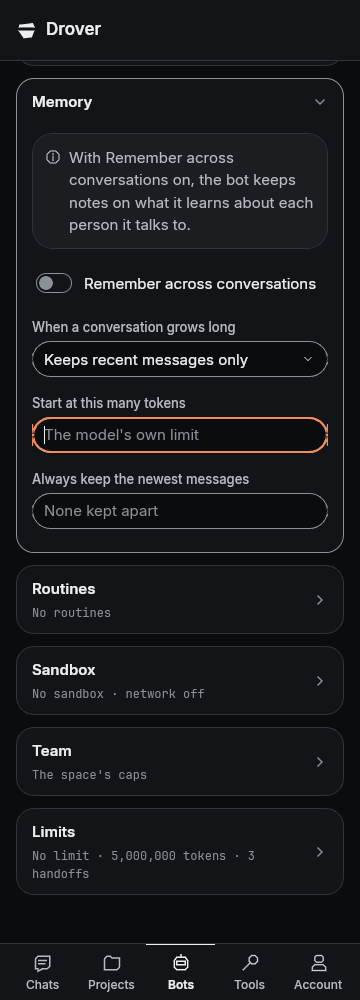 Drover
Memory
With Remember across
conversations on, the bot keeps
notes on what it learns about each
person it talks to.
Remember across conversations
When a conversation grows long
Keeps recent messages only
Start at this many tokens
The model's own limit
Always keep the newest messages
None kept apart
Routines
No routines
Sandbox
No sandbox · network off
Team
The space's caps
Limits
No limit · 5,000,000 tokens · 3
handoffs
Chats
Projects
Bots
Tools
Account